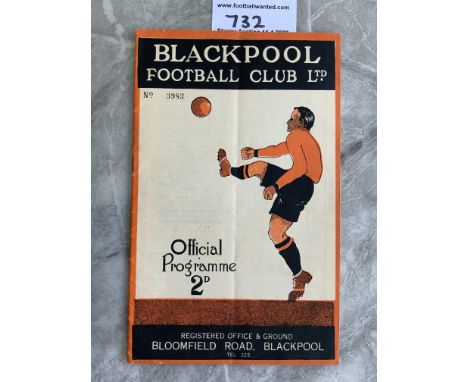 www.footballwanted.com
732
BLACKPOOL
FOOTBALL CLUB LTD
No 3983
Official
Programme
2D
REGISTERED OFFICE & GROUND
BLOOMFIELD ROAD, BLACKPOOL
TEL 325